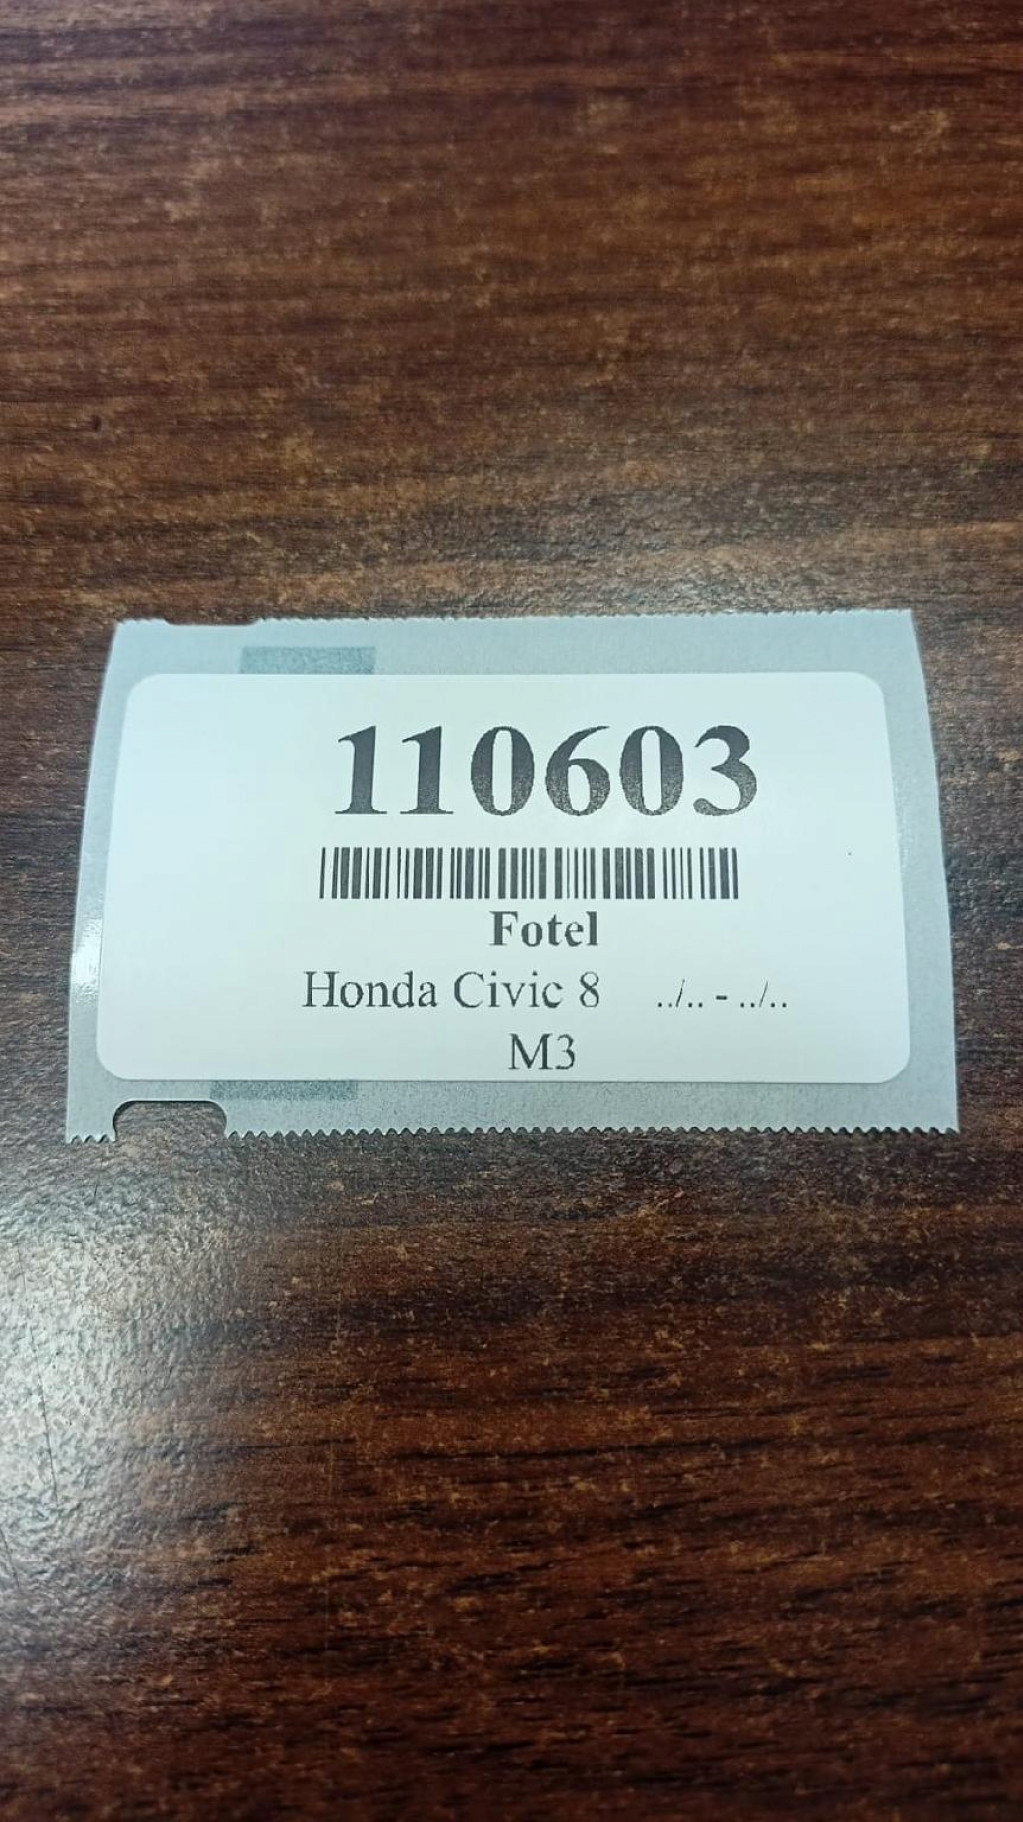 110603
Fotel
Honda Civic 8 ../.. - ../..
M3